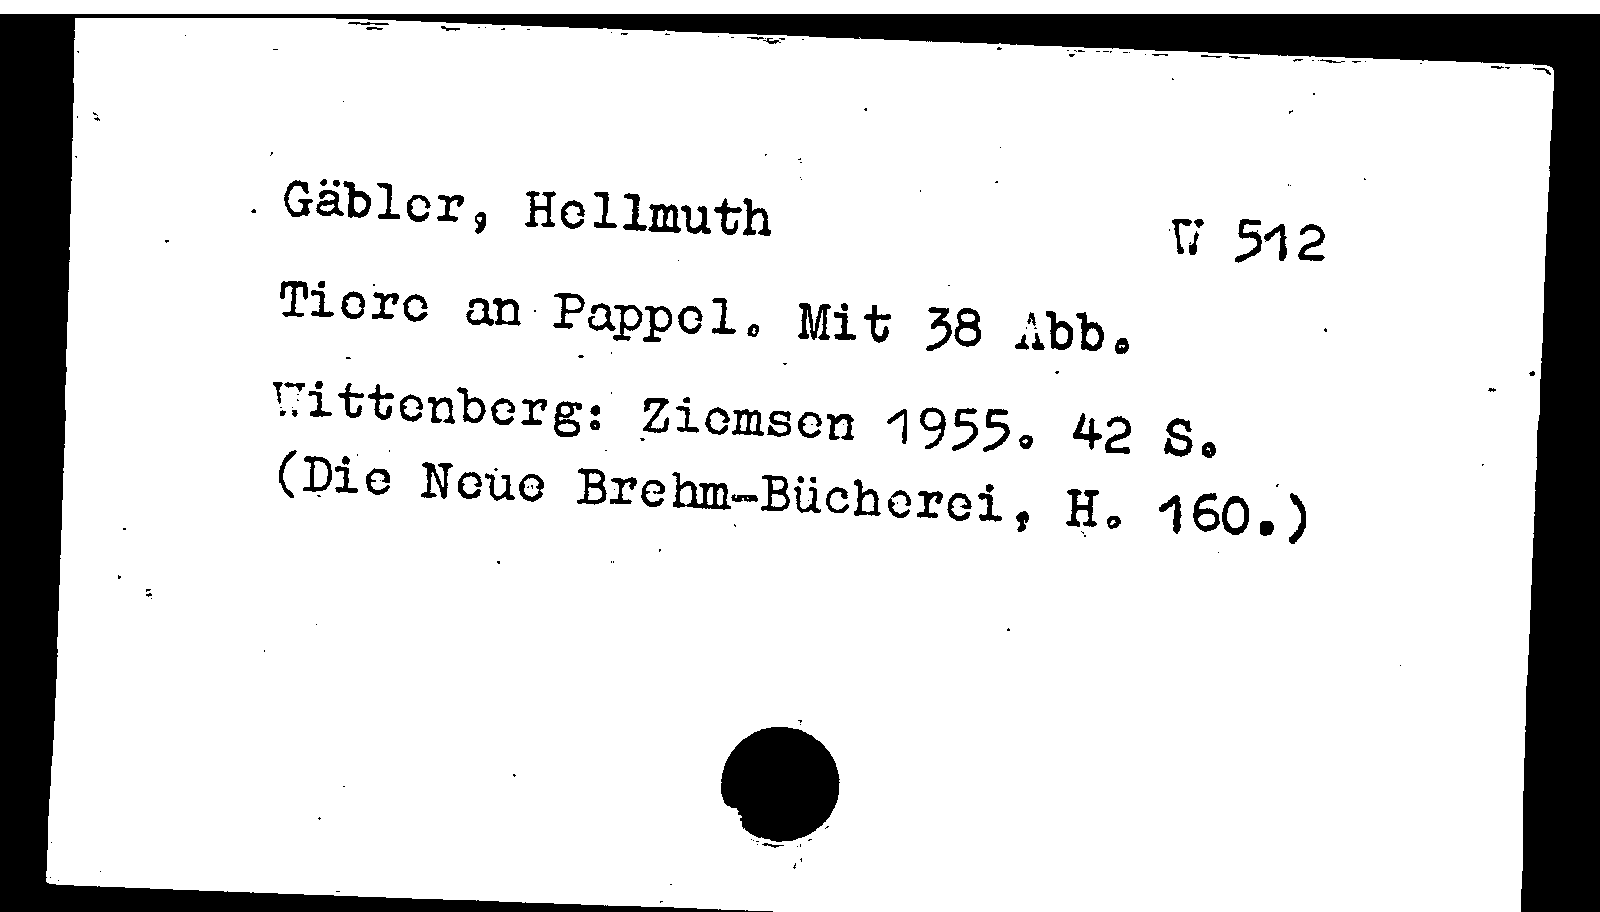 Gäbler, Hellmuth W 512
Tiere an Pappel. Mit 38 Abb.
Wittenberg: Ziemsen 1955. 42 S.
(Die Neue Brehm-Bücherei, H. 160.)